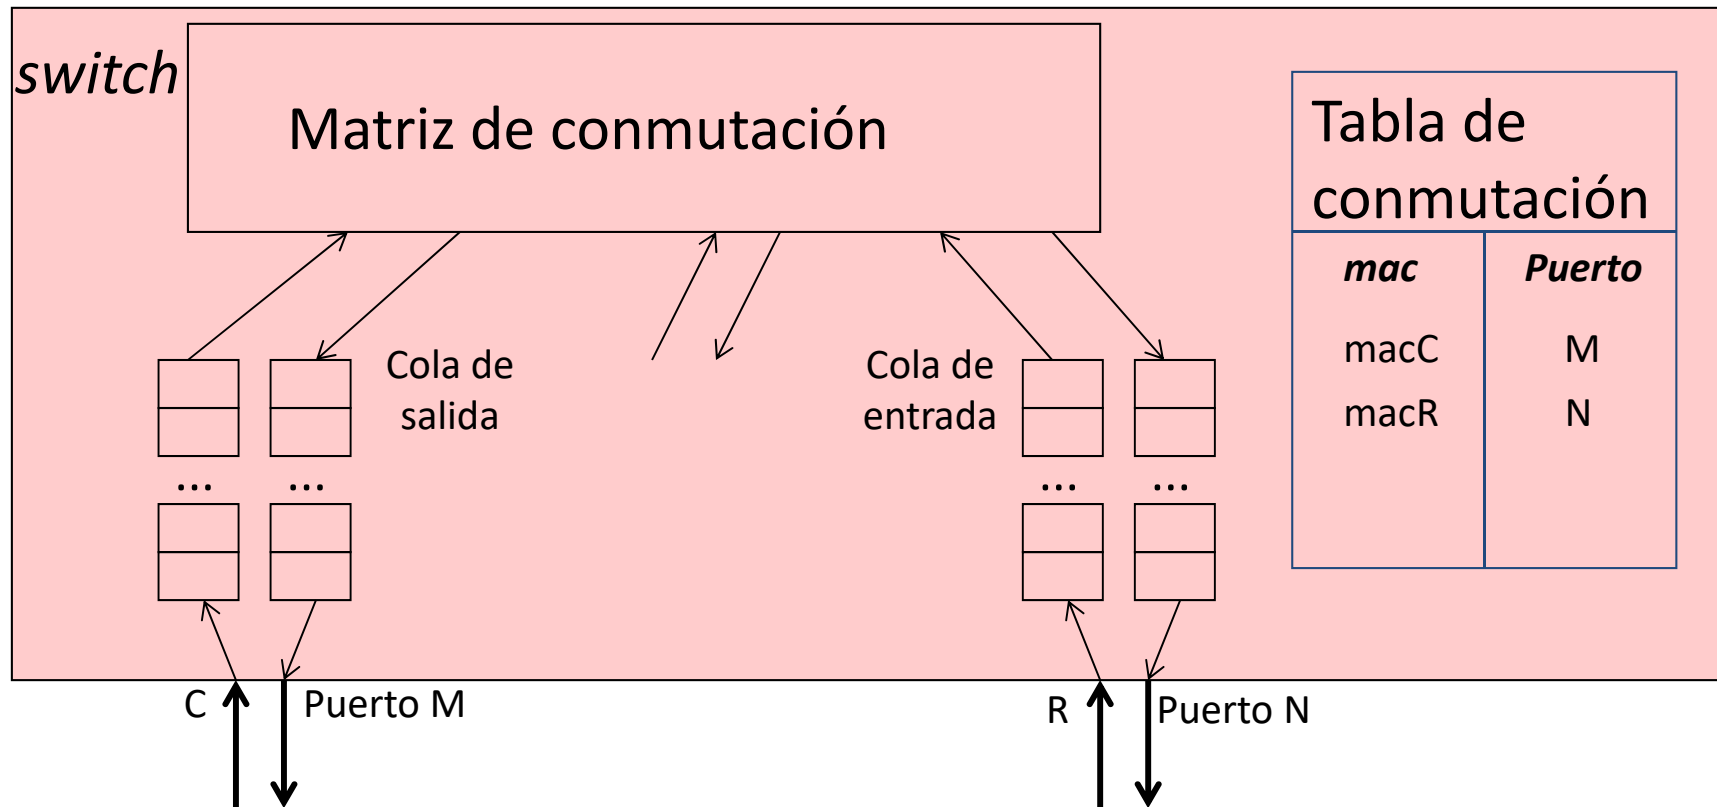 switch
Matriz de conmutación
Tabla de
conmutación
mac Puerto
macC M
macR N
Cola de
salida
Cola de
entrada
... ... ... ...
C Puerto M
R Puerto N